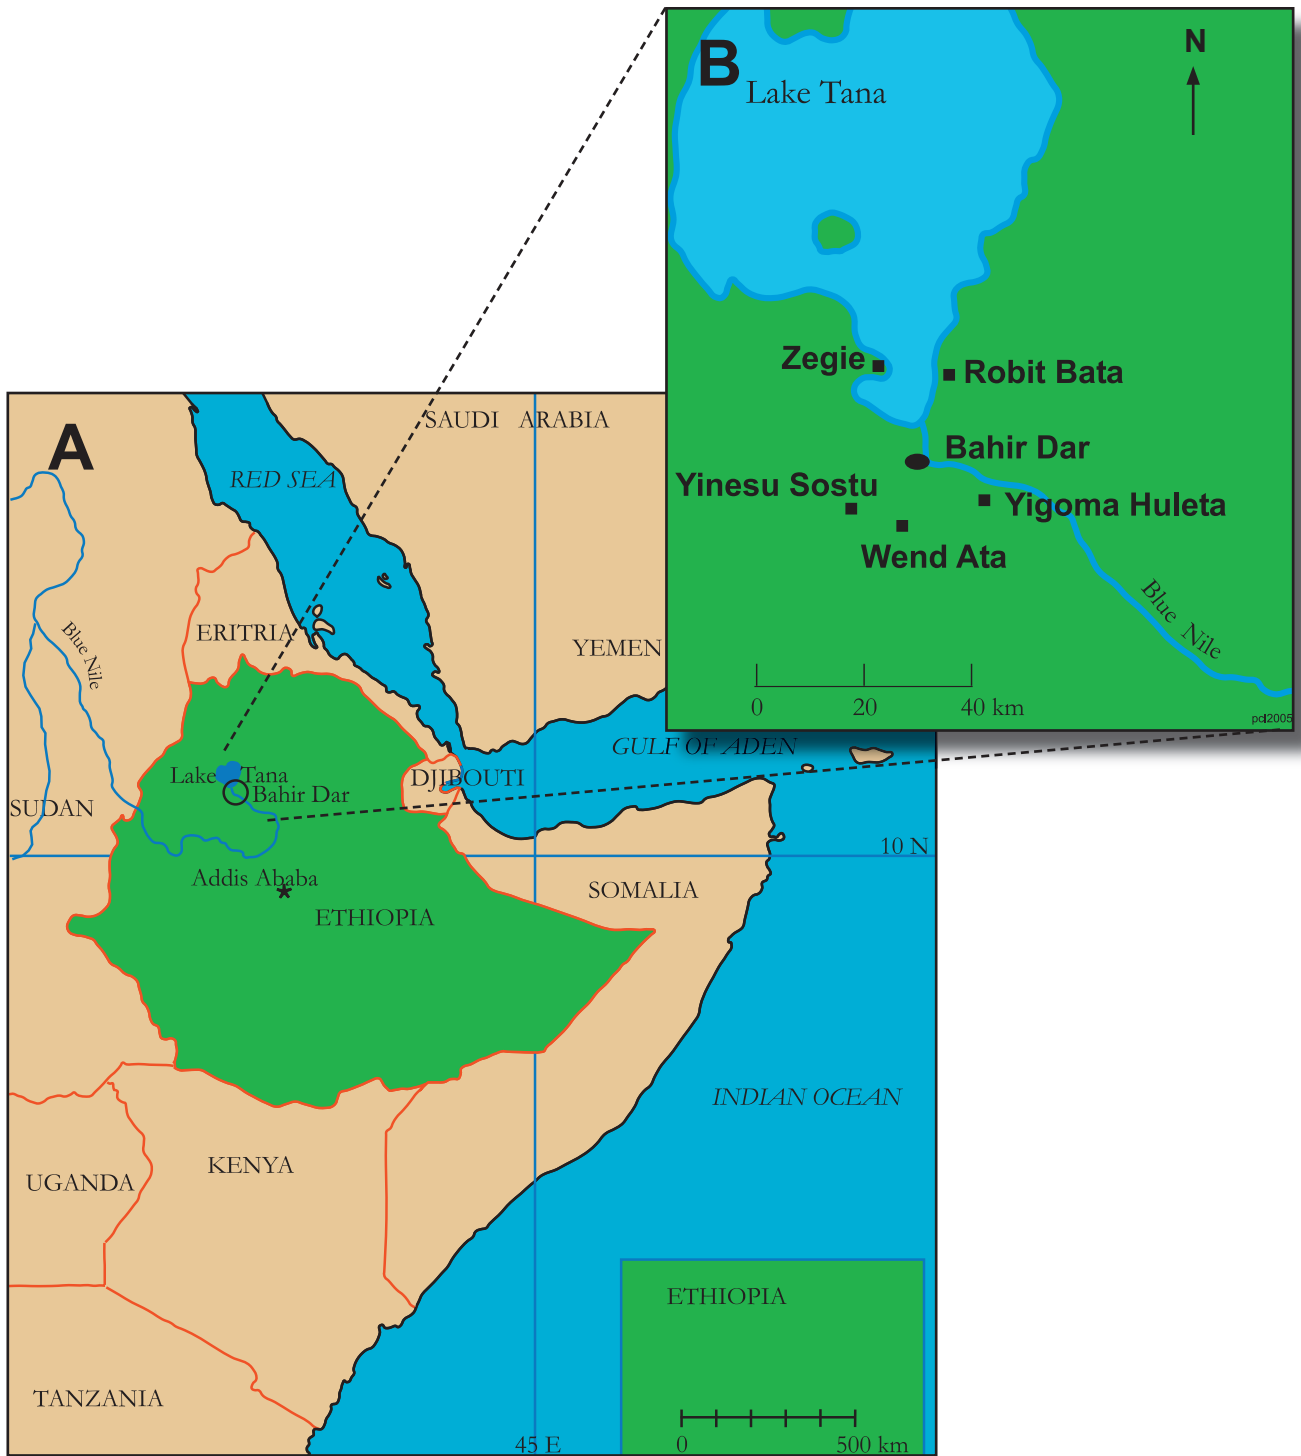 B
N
Lake Tana
Zegie
Robit Bata
Bahir Dar
Yinesu Sostu
Yigoma Huleta
Wend Ata
Blue Nile
0 20 40 km
pcl2005
A
SAUDI ARABIA
RED SEA
Blue Nile
ERITRIA
YEMEN
GULF OF ADEN
Lake Tana
DJIBOUTI
Bahir Dar
SUDAN
10 N
Addis Ababa
SOMALIA
ETHIOPIA
INDIAN OCEAN
KENYA
UGANDA
ETHIOPIA
TANZANIA
45 E
0 500 km